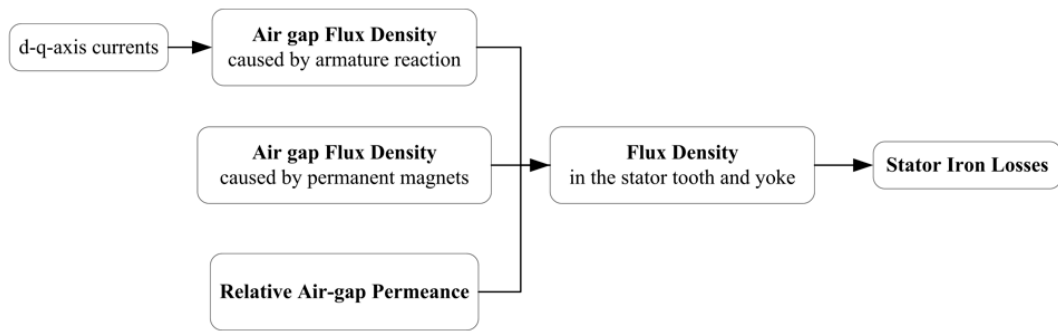 d-q-axis currents
Air gap Flux Density
caused by armature reaction
Air gap Flux Density
caused by permanent magnets
Flux Density
in the stator tooth and yoke
Stator Iron Losses
Relative Air-gap Permeance